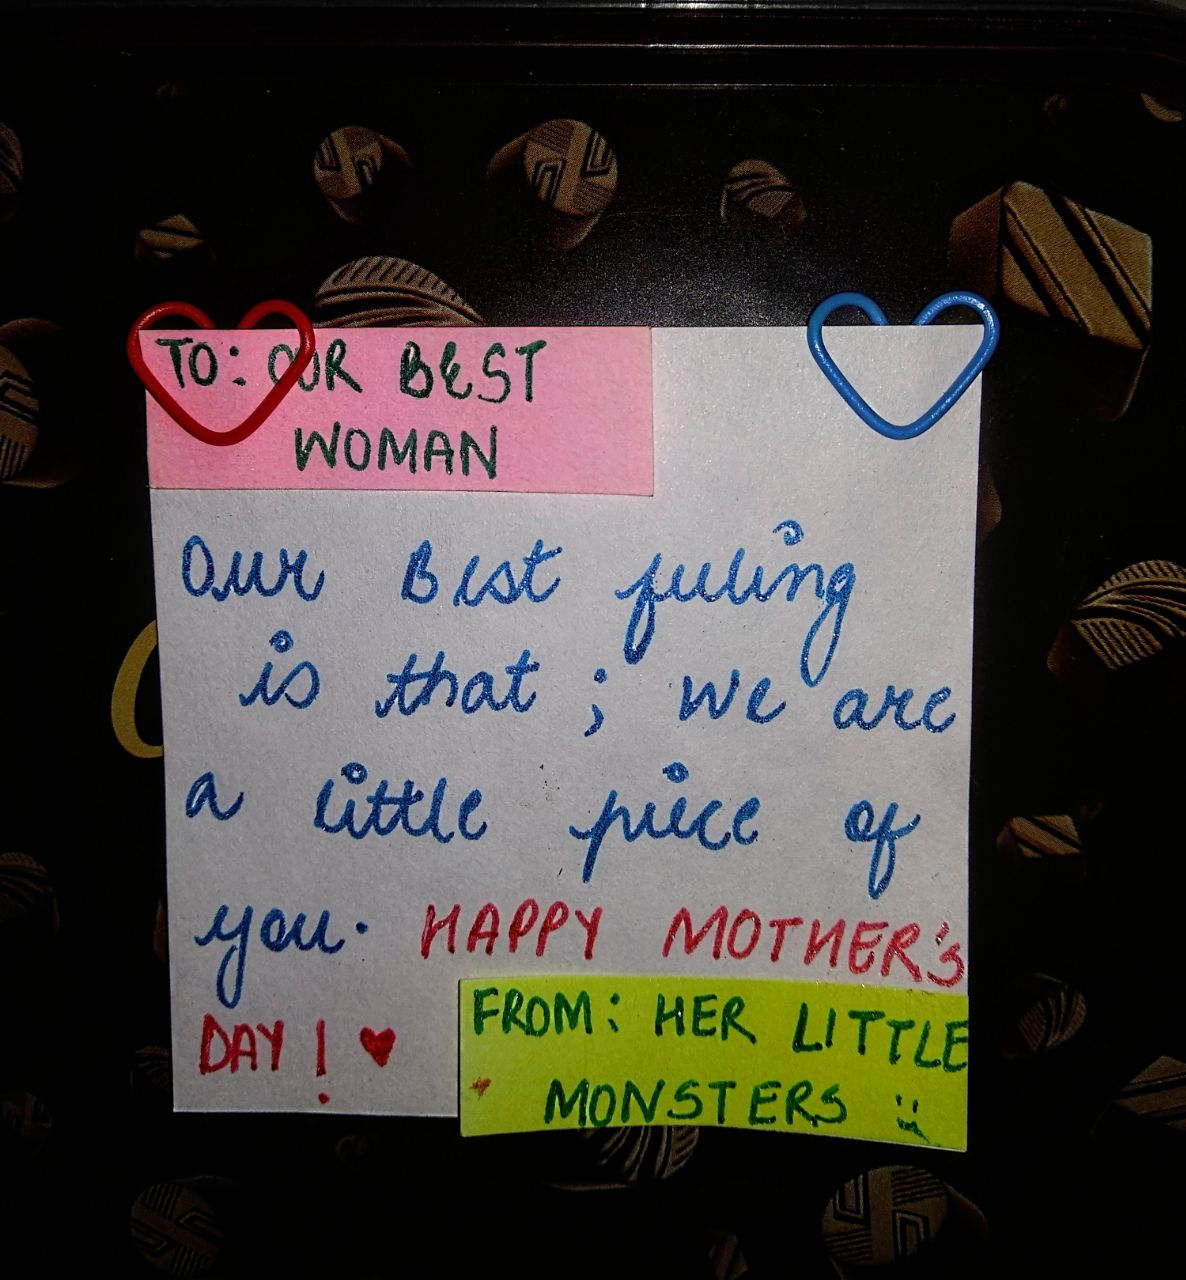 TO: OUR BEST
WOMAN
Our Best feeling
is that ; we are
a little piece of
you. HAPPY MOTHER's
DAY! ♥
FROM: HER LITTLE
MONSTERS